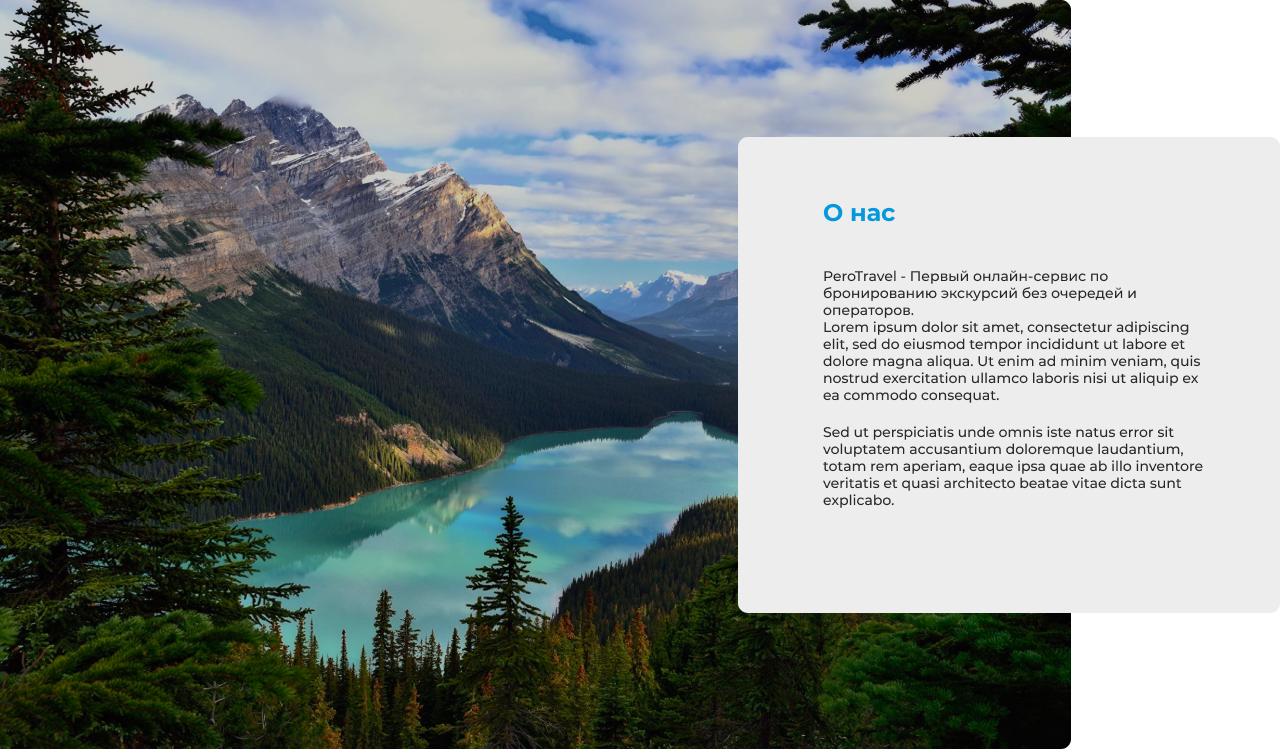 О нас
PeroTravel - Первый онлайн-сервис по
бронированию экскурсий без очередей и
операторов.
Lorem ipsum dolor sit amet, consectetur adipiscing
elit, sed do eiusmod tempor incididunt ut labore et
dolore magna aliqua. Ut enim ad minim veniam, quis
nostrud exercitation ullamco laboris nisi ut aliquip ex
ea commodo consequat.
Sed ut perspiciatis unde omnis iste natus error sit
voluptatem accusantium doloremque laudantium,
totam rem aperiam, eaque ipsa quae ab illo inventore
veritatis et quasi architecto beatae vitae dicta sunt
explicabo.